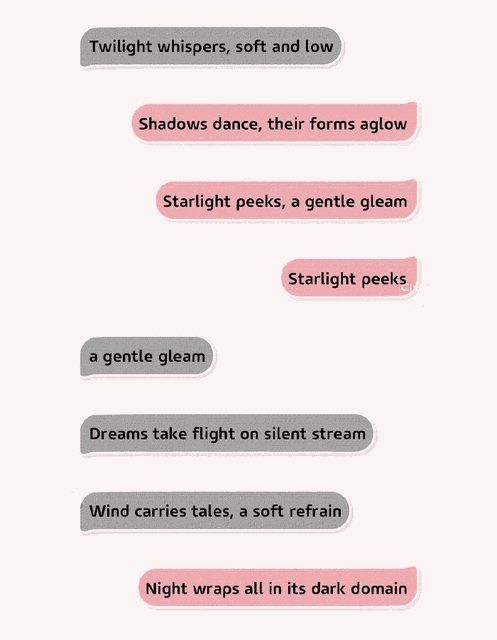 Twilight whispers, soft and low
Shadows dance, their forms aglow
Starlight peeks, a gentle gleam
Starlight peeks
a gentle gleam
Dreams take flight on silent stream
Wind carries tales, a soft refrain
Night wraps all in its dark domain